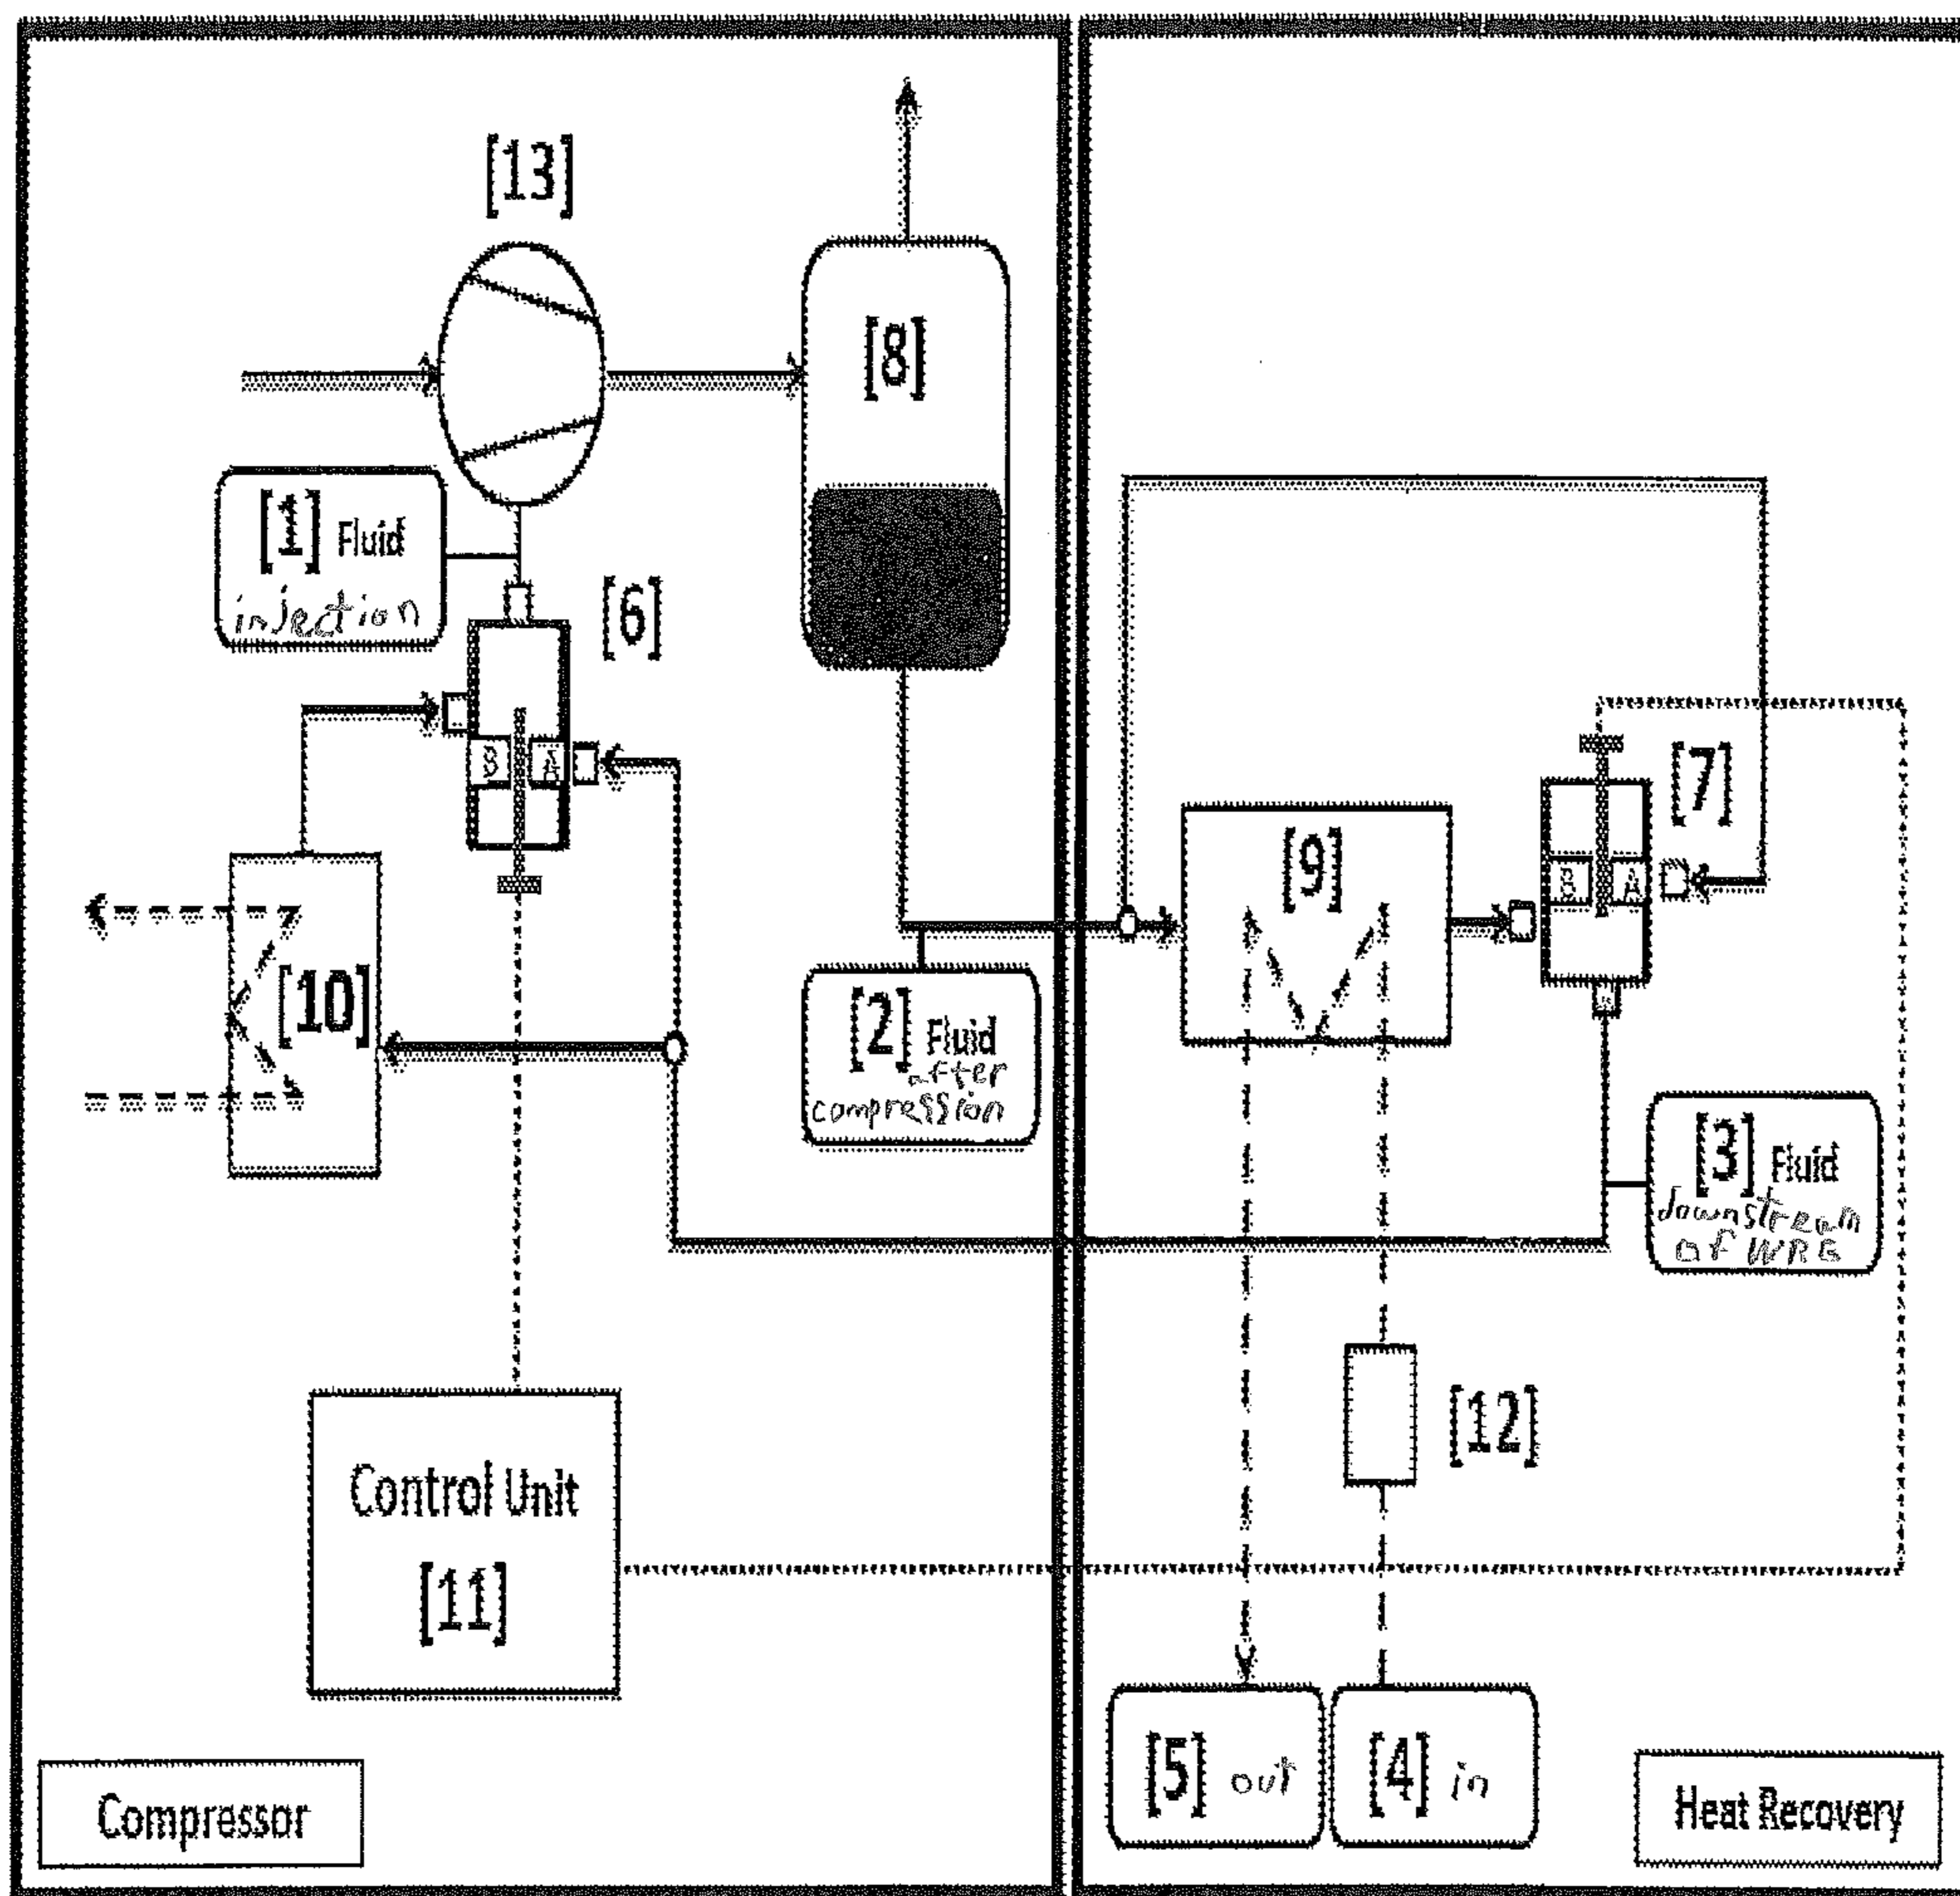 [13]
[8]
[1] Fluid
injection
[6]
B A
[7]
B A
[9]
[10]
[2] Fluid
after
compression
[3] Fluid
downstream
of WRG
[12]
Control Unit
[11]
[5] out
[4] in
Compressor
Heat Recovery